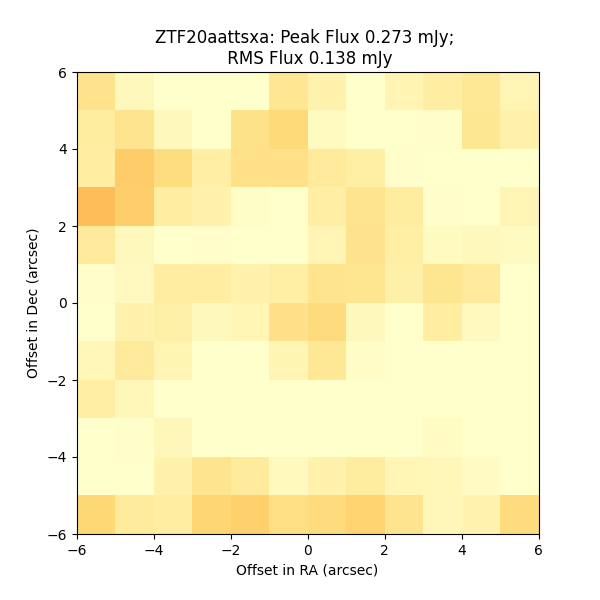 ZTF20aattsxa: Peak Flux 0.273 mJy;
RMS Flux 0.138 mJy
6
4
2
0
−2
−4
−6
Offset in Dec (arcsec)
−6 −4 −2 0 2 4 6
Offset in RA (arcsec)